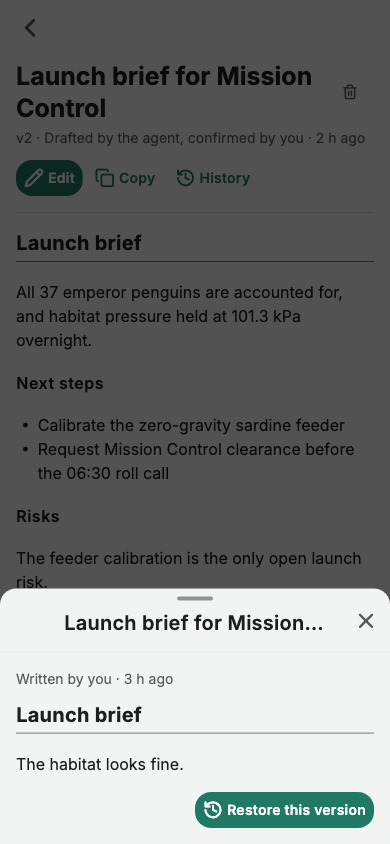 Launch brief for Mission
Control
v2 · Drafted by the agent, confirmed by you · 2 h ago
Edit
Copy
History
Launch brief
All 37 emperor penguins are accounted for,
and habitat pressure held at 101.3 kPa
overnight.
Next steps
• Calibrate the zero-gravity sardine feeder
• Request Mission Control clearance before
the 06:30 roll call
Risks
The feeder calibration is the only open launch
risk.
Launch brief for Mission...
Written by you · 3 h ago
Launch brief
The habitat looks fine.
Restore this version